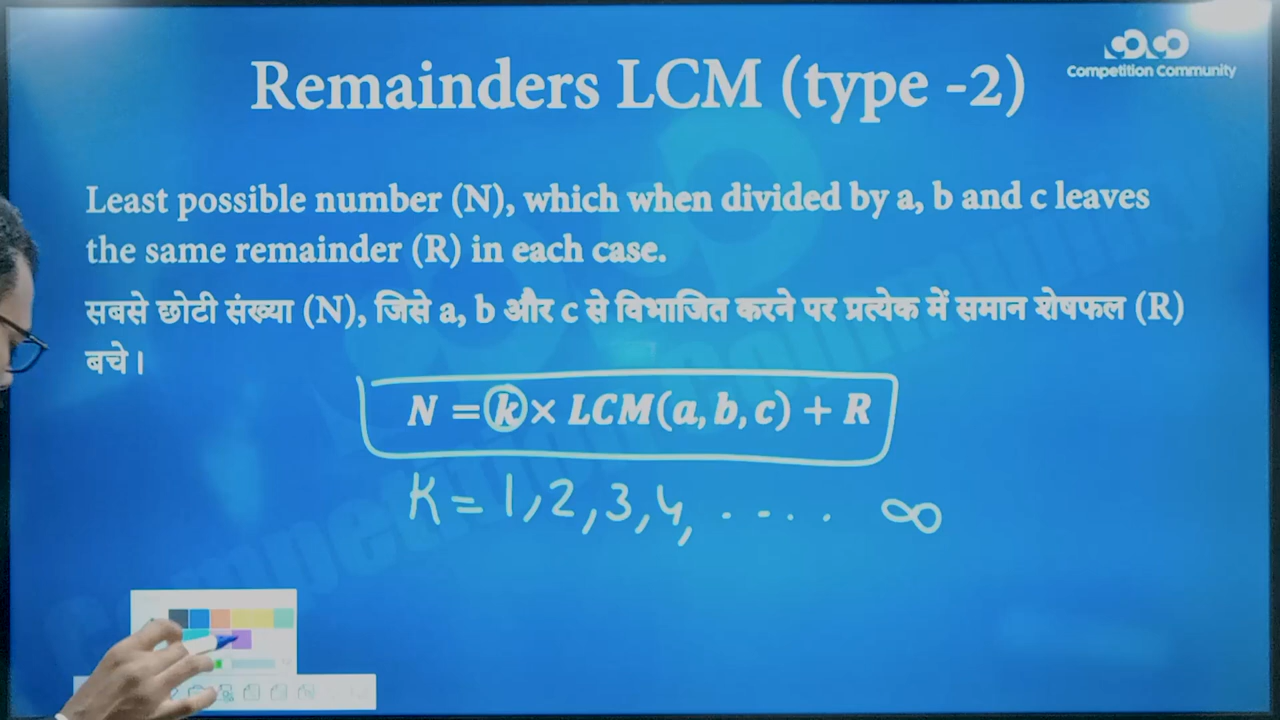 Competition Community
Remainders LCM (type -2)
Least possible number (N), which when divided by a, b and c leaves
the same remainder (R) in each case.
सबसे छोटी संख्या (N), जिसे a, b और c से विभाजित करने पर प्रत्येक में समान शेषफल (R)
बचे।
N = k × LCM(a, b, c) + R
K = 1, 2, 3, 4, . . . . ∞